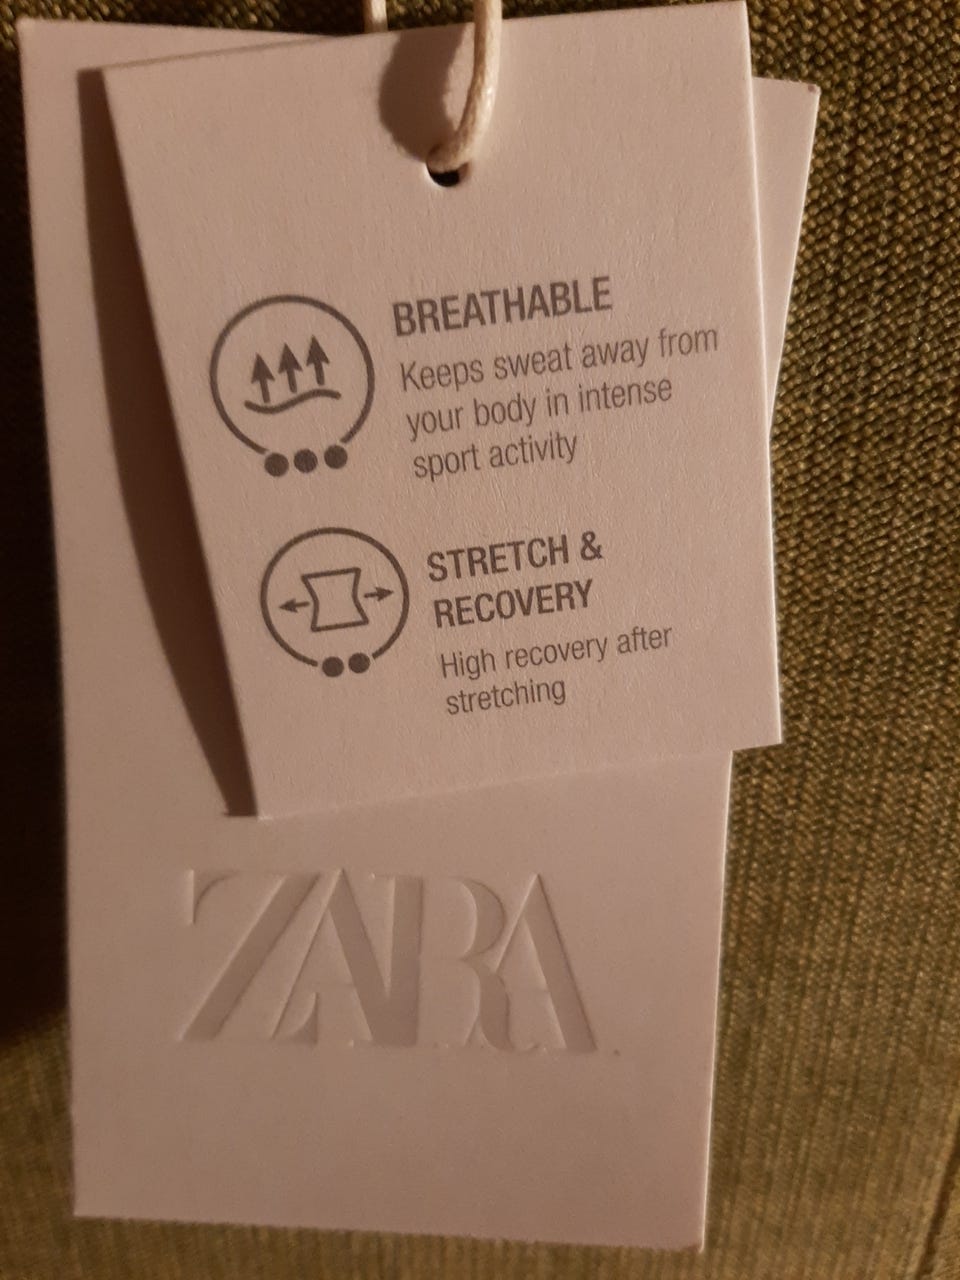 BREATHABLE
Keeps sweat away from
your body in intense
sport activity
STRETCH &
RECOVERY
High recovery after
stretching
ZARA